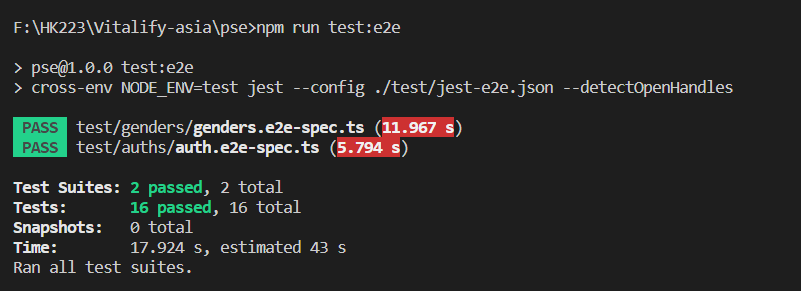 F:\HK223\Vitalify-asia\pse>npm run test:e2e
> pse@1.0.0 test:e2e
> cross-env NODE_ENV=test jest --config ./test/jest-e2e.json --detectOpenHandles
PASS test/genders/genders.e2e-spec.ts (11.967 s)
PASS test/auths/auth.e2e-spec.ts (5.794 s)
Test Suites: 2 passed, 2 total
Tests: 16 passed, 16 total
Snapshots: 0 total
Time: 17.924 s, estimated 43 s
Ran all test suites.